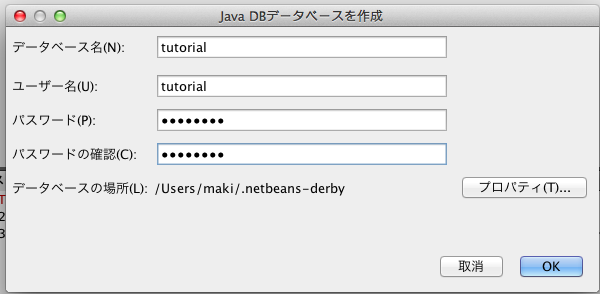 Java DBデータベースを作成
データベース名(N): tutorial
ユーザー名(U): tutorial
パスワード(P): ●●●●●●●●
パスワードの確認(C): ●●●●●●●●
データベースの場所(L): /Users/maki/.netbeans-derby プロパティ(T)...
取消 OK